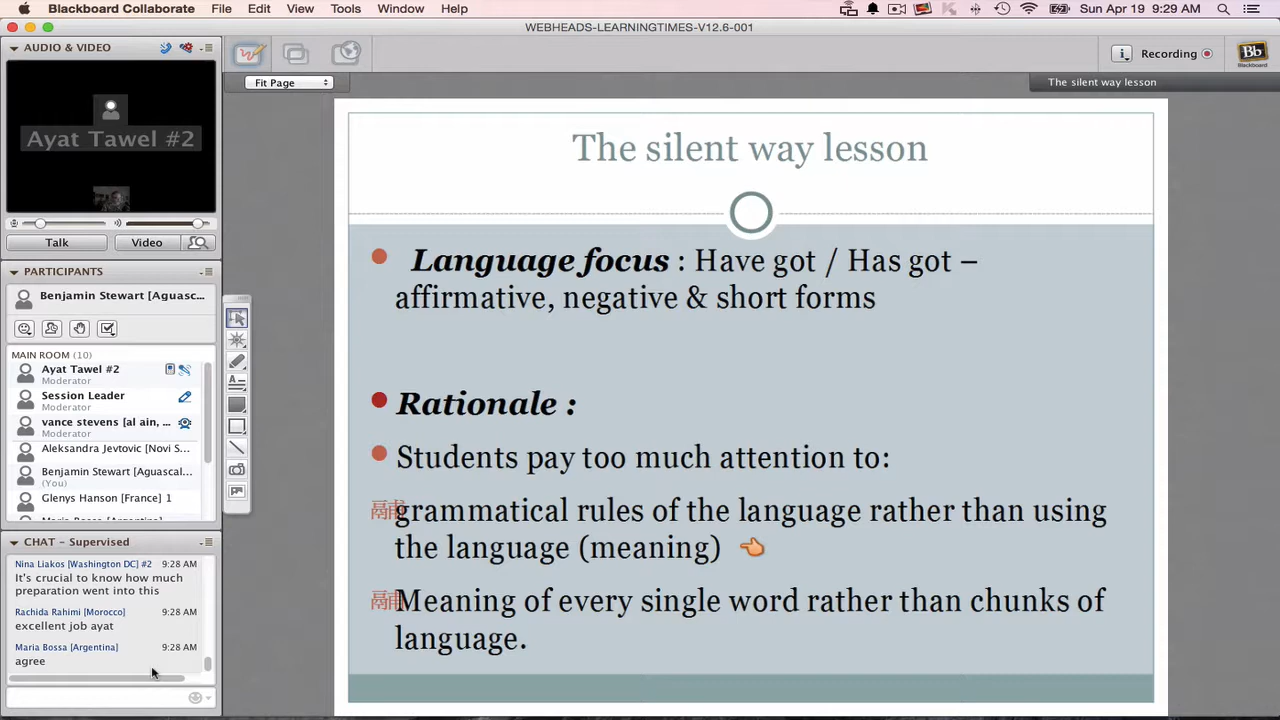 Blackboard Collaborate File Edit View Tools Window Help Sun Apr 19 9:29 AM
WEBHEADS-LEARNINGTIMES-V12.6-001
AUDIO & VIDEO
Ayat Tawel #2
Talk Video
PARTICIPANTS
Benjamin Stewart [Aguasc...
MAIN ROOM (10)
Ayat Tawel #2
Moderator
Session Leader
Moderator
vance stevens [al ain, ...
Moderator
Aleksandra Jevtovic [Novi S...
Benjamin Stewart [Aguascal...
(You)
Glenys Hanson [France] 1
Maria Bossa [Argentina]
CHAT – Supervised
Nina Liakos [Washington DC] #2 9:28 AM
It's crucial to know how much
preparation went into this
Rachida Rahimi [Morocco] 9:28 AM
excellent job ayat
Maria Bossa [Argentina] 9:28 AM
agree
Fit Page
Recording
Bb
Blackboard
The silent way lesson
The silent way lesson
Language focus : Have got / Has got –
affirmative, negative & short forms
Rationale :
Students pay too much attention to:
grammatical rules of the language rather than using
the language (meaning)
Meaning of every single word rather than chunks of
language.